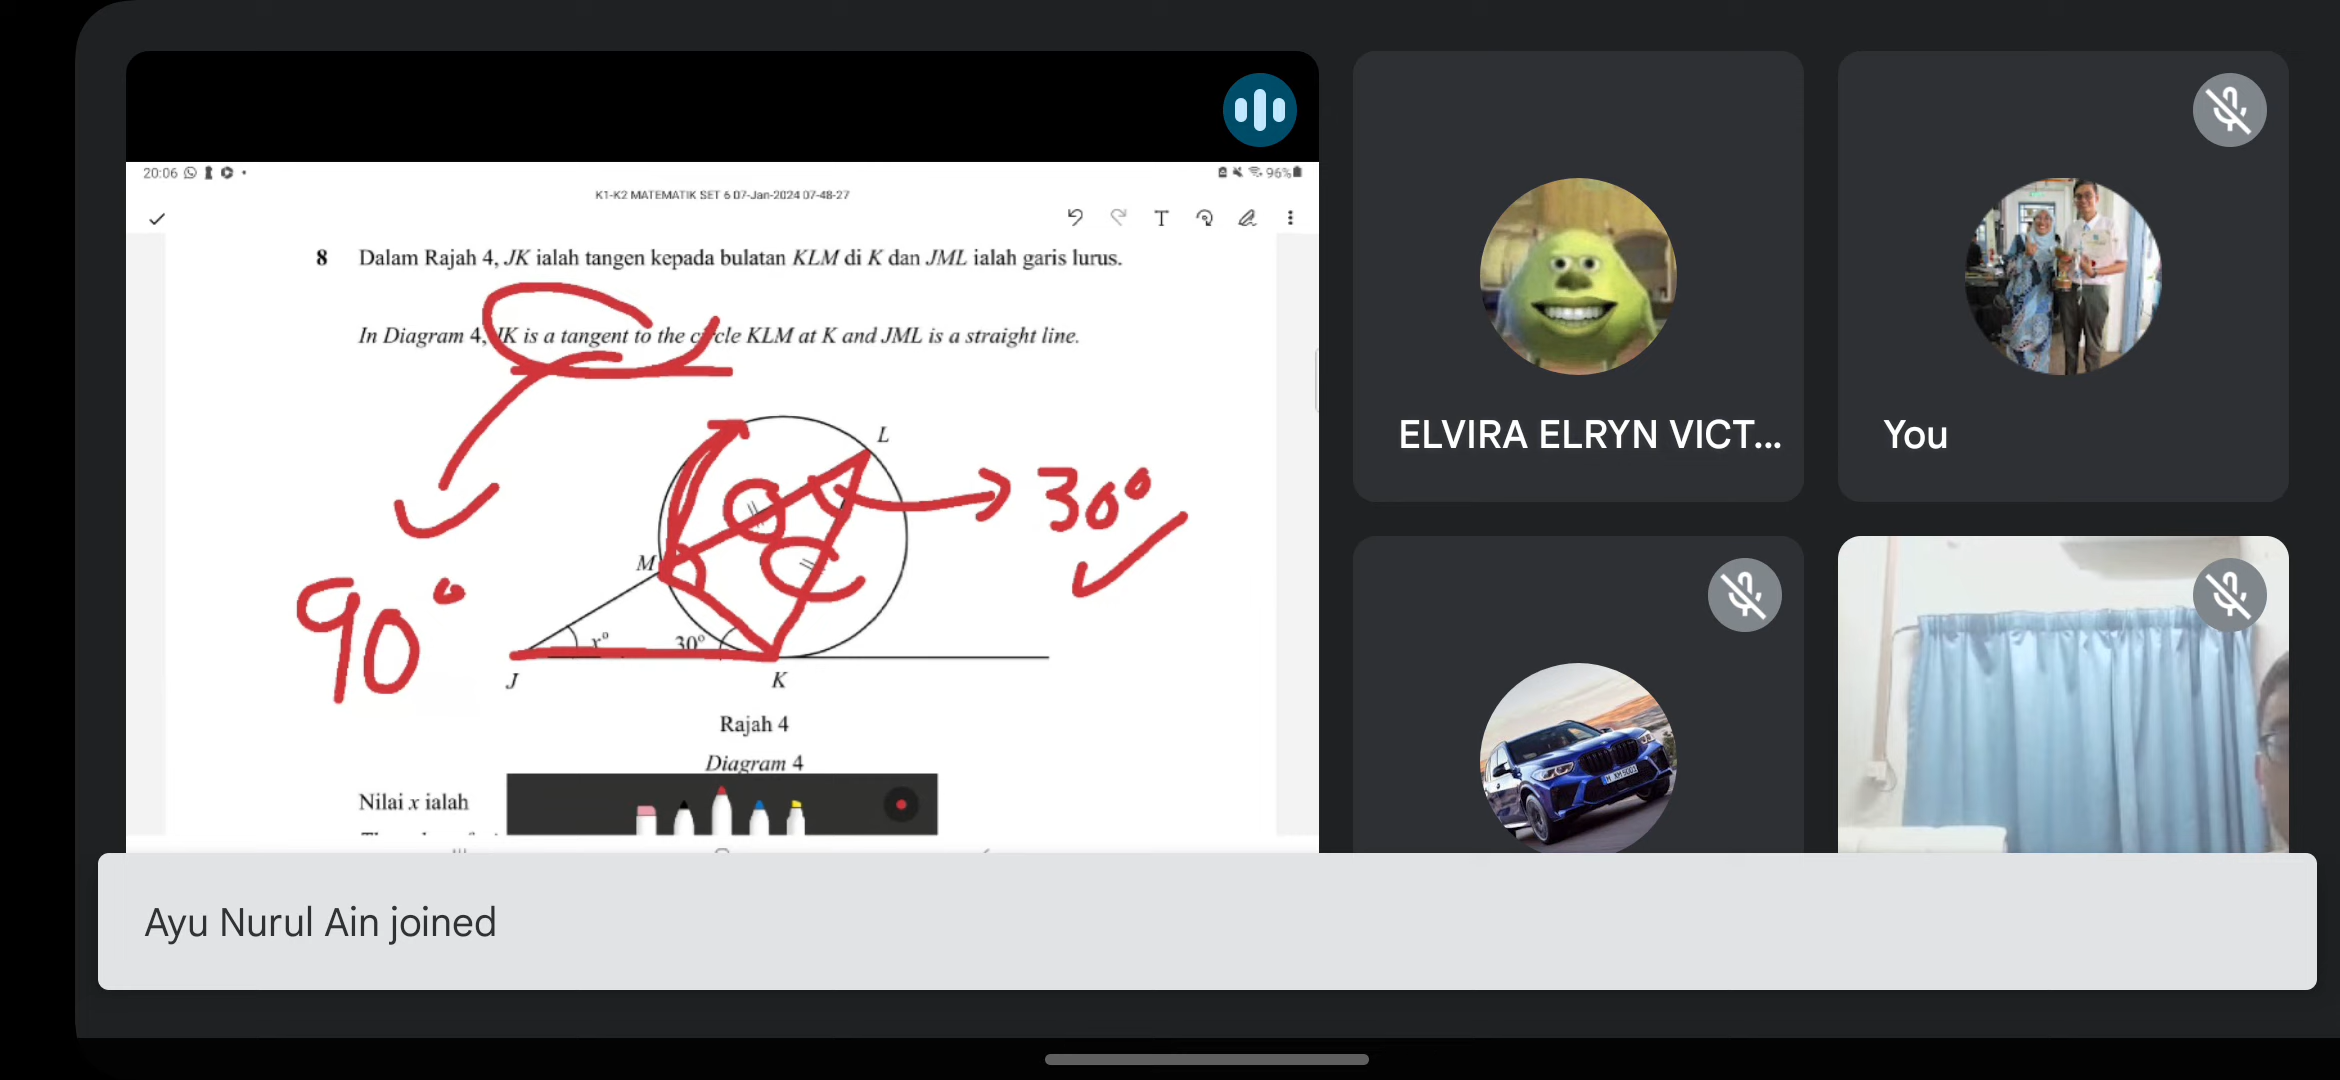 20:06
96%
K1-K2 MATEMATIK SET 6 07-Jan-2024 07-48-27
T
8 Dalam Rajah 4, JK ialah tangen kepada bulatan KLM di K dan JML ialah garis lurus.
In Diagram 4, JK is a tangent to the circle KLM at K and JML is a straight line.
L
30°
M
90°
x°
30°
J
K
Rajah 4
Diagram 4
Nilai x ialah
ELVIRA ELRYN VICT...
You
Ayu Nurul Ain joined